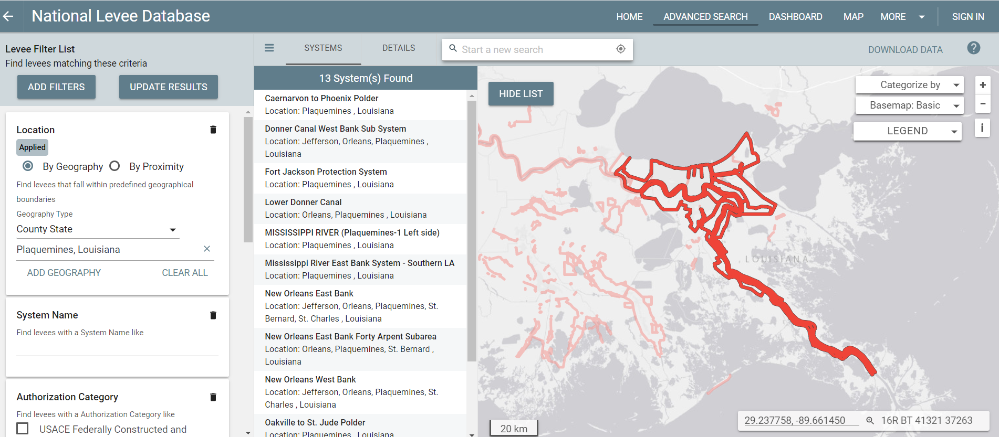 National Levee Database
HOME
ADVANCED SEARCH
DASHBOARD
MAP
MORE
SIGN IN
Levee Filter List
Find levees matching these criteria
ADD FILTERS
UPDATE RESULTS
Location
Applied
By Geography
By Proximity
Find levees that fall within predefined geographical
boundaries
Geography Type
County State
Plaquemines, Louisiana
ADD GEOGRAPHY
CLEAR ALL
System Name
Find levees with a System Name like
Authorization Category
Find levees with a Authorization Category like
USACE Federally Constructed and
SYSTEMS
DETAILS
Start a new search
DOWNLOAD DATA
?
13 System(s) Found
Caernarvon to Phoenix Polder
Location: Plaquemines , Louisiana
Donner Canal West Bank Sub System
Location: Jefferson, Orleans, Plaquemines ,
Louisiana
Fort Jackson Protection System
Location: Plaquemines , Louisiana
Lower Donner Canal
Location: Orleans, Plaquemines , Louisiana
MISSISSIPPI RIVER (Plaquemines-1 Left side)
Location: Plaquemines , Louisiana
Mississippi River East Bank System - Southern LA
Location: Plaquemines , Louisiana
New Orleans East Bank
Location: Jefferson, Orleans, Plaquemines, St.
Bernard, St. Charles , Louisiana
New Orleans East Bank Forty Arpent Subarea
Location: Orleans, Plaquemines, St. Bernard ,
Louisiana
New Orleans West Bank
Location: Jefferson, Orleans, Plaquemines, St.
Charles , Louisiana
Oakville to St. Jude Polder
Location: Plaquemines , Louisiana
HIDE LIST
Categorize by
Basemap: Basic
LEGEND
+
-
i
LOUISIANA
20 km
29.237758, -89.661450
16R BT 41321 37263